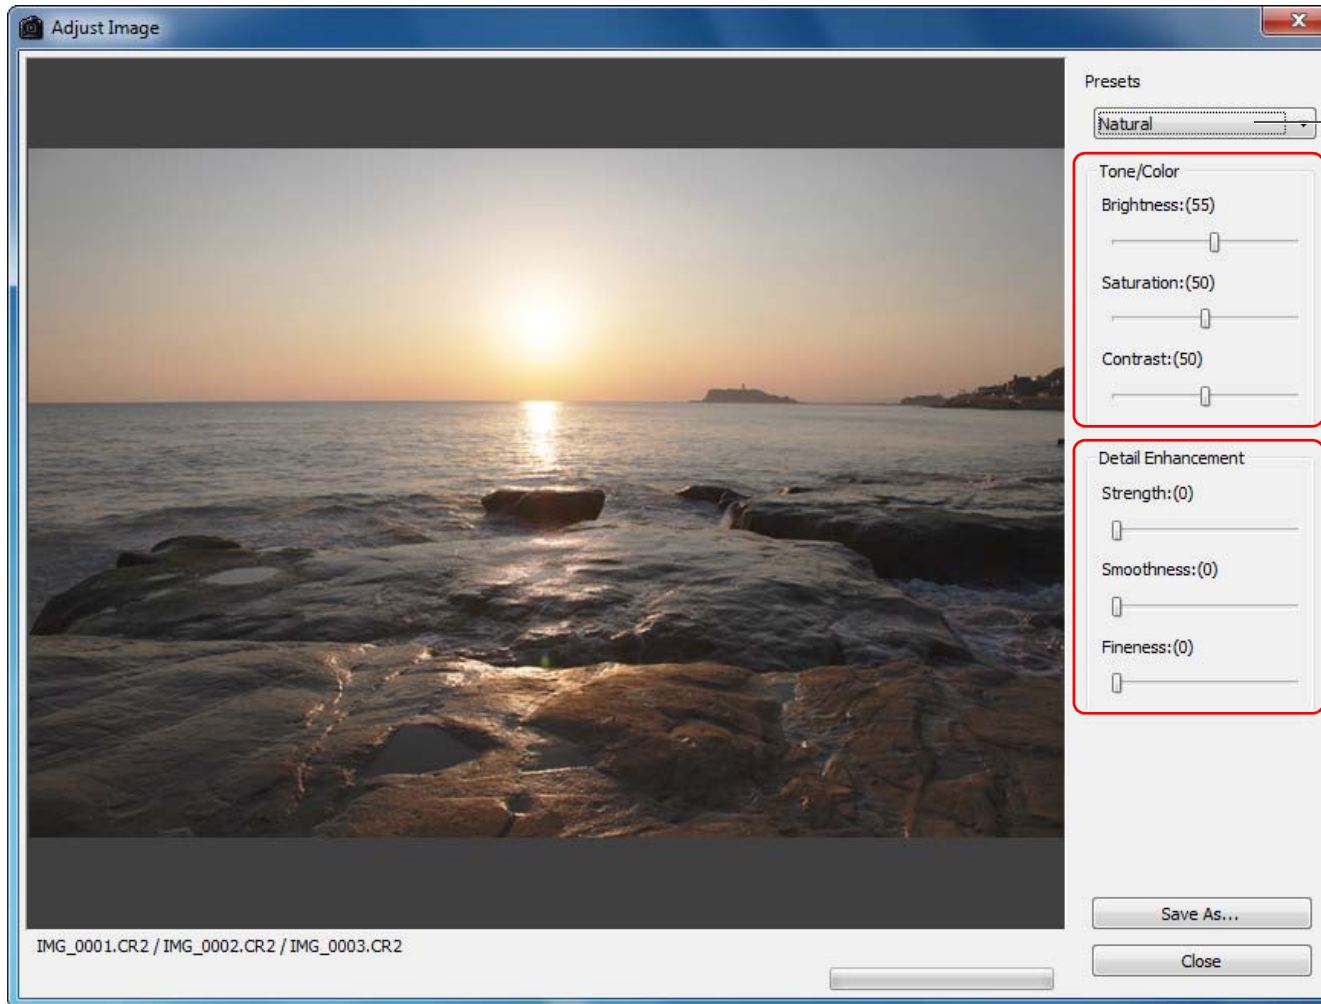 Adjust Image
Presets
Natural
Tone/Color
Brightness:(55)
Saturation:(50)
Contrast:(50)
Detail Enhancement
Strength:(0)
Smoothness:(0)
Fineness:(0)
Save As...
Close
IMG_0001.CR2 / IMG_0002.CR2 / IMG_0003.CR2